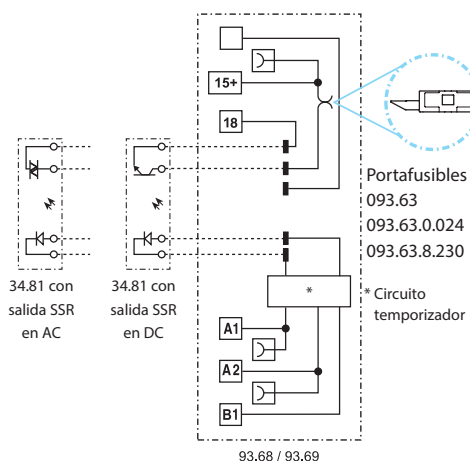 15+
18
Portafusibles
093.63
093.63.0.024
093.63.8.230
34.81 con
salida SSR
en AC
34.81 con
salida SSR
en DC
*
* Circuito
temporizador
A1
A2
B1
93.68 / 93.69